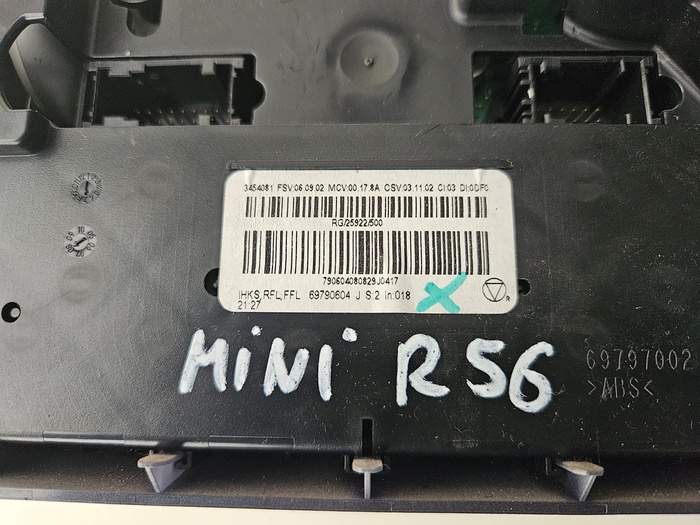 3454081 FSV:06.09.02 MCV:00.17.8A CSV:03.11.02 CI:03 DI:0DF0
RG/25922/500
790604080829J0417
IHKS,RFL,FFL 69790604 J S:2 In:018
21:27
R
MiNi R56
69797002
>ABS<